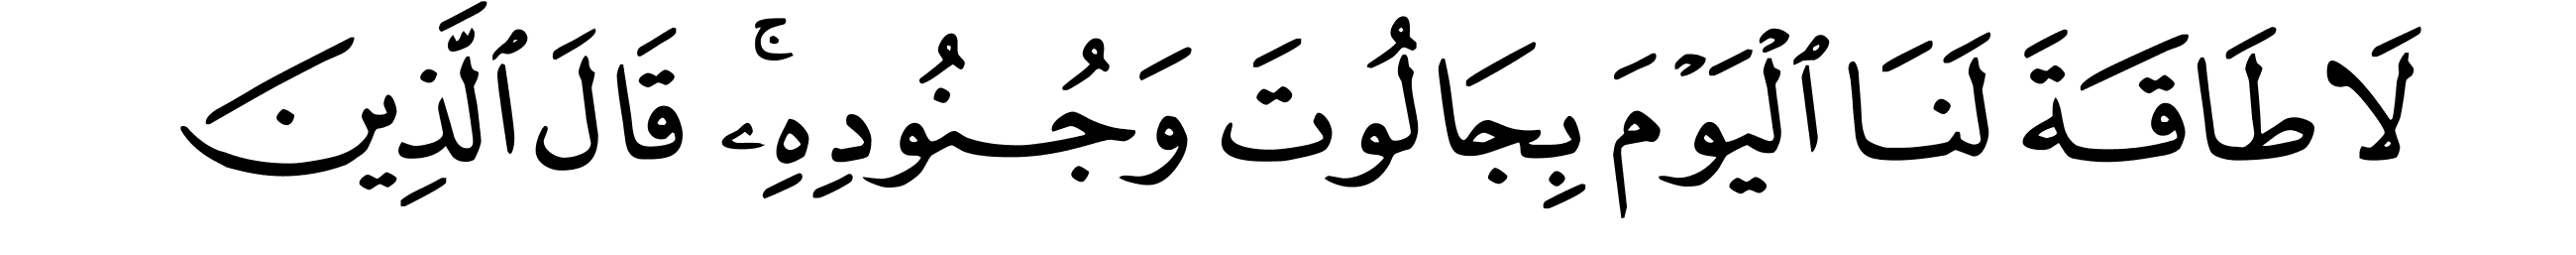 لَا طَاقَةَ لَنَا ٱلْيَوْمَ بِجَالُوتَ وَجُنُودِهِۦ ۚ قَالَ ٱلَّذِينَ